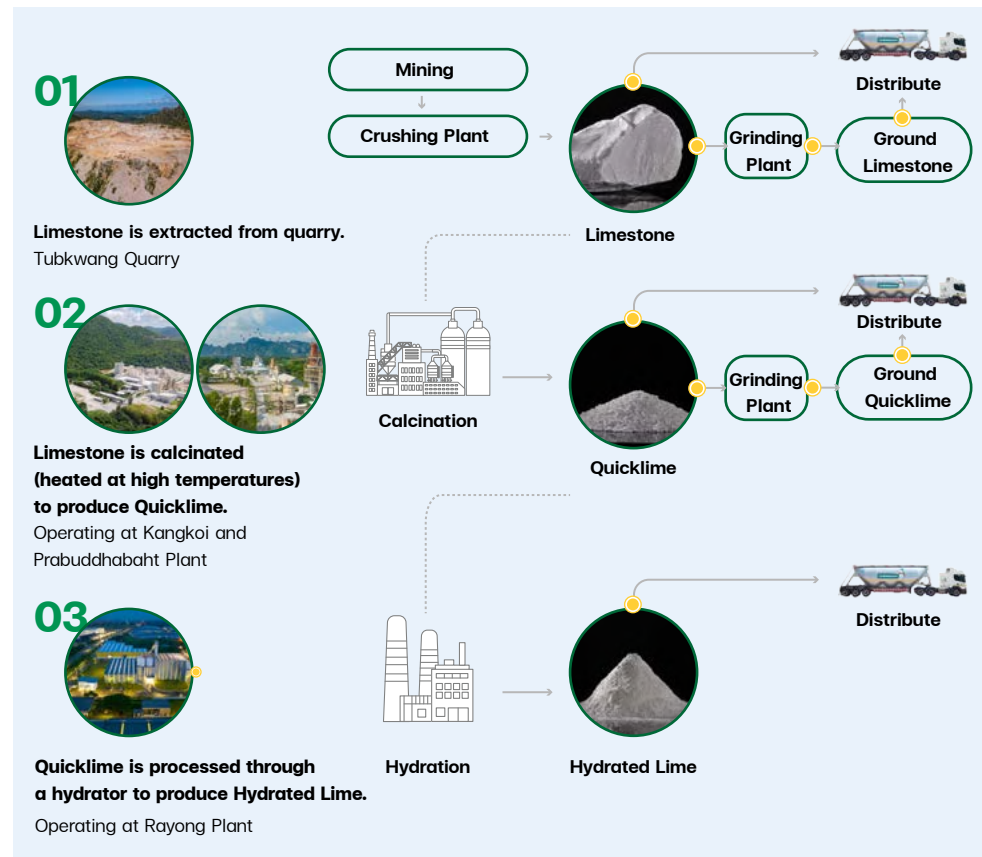 01
Mining
Crushing Plant
Distribute
Grinding
Plant
Ground
Limestone
Limestone
Limestone is extracted from quarry.
Tubkwang Quarry
02
Calcination
Distribute
Grinding
Plant
Ground
Quicklime
Quicklime
Limestone is calcinated
(heated at high temperatures)
to produce Quicklime.
Operating at Kangkoi and
Prabuddhabaht Plant
03
Distribute
Hydration
Hydrated Lime
Quicklime is processed through
a hydrator to produce Hydrated Lime.
Operating at Rayong Plant